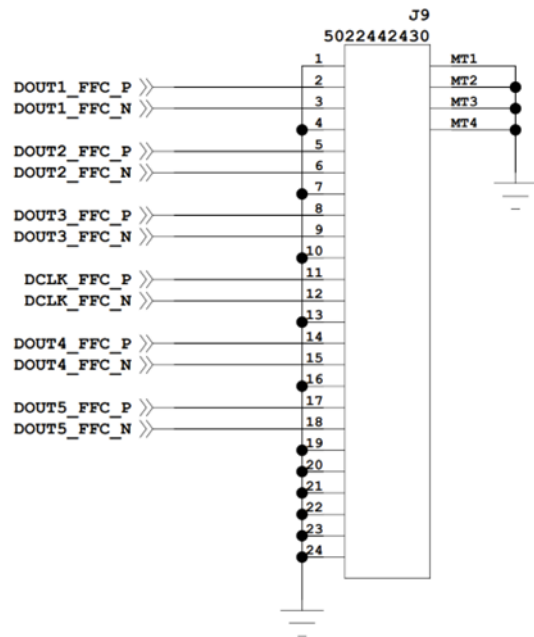 J9
5022442430
1 MT1
DOUT1_FFC_P 2 MT2
DOUT1_FFC_N 3 MT3
4 MT4
DOUT2_FFC_P 5
DOUT2_FFC_N 6
7
DOUT3_FFC_P 8
DOUT3_FFC_N 9
10
DCLK_FFC_P 11
DCLK_FFC_N 12
13
DOUT4_FFC_P 14
DOUT4_FFC_N 15
16
DOUT5_FFC_P 17
DOUT5_FFC_N 18
19
20
21
22
23
24